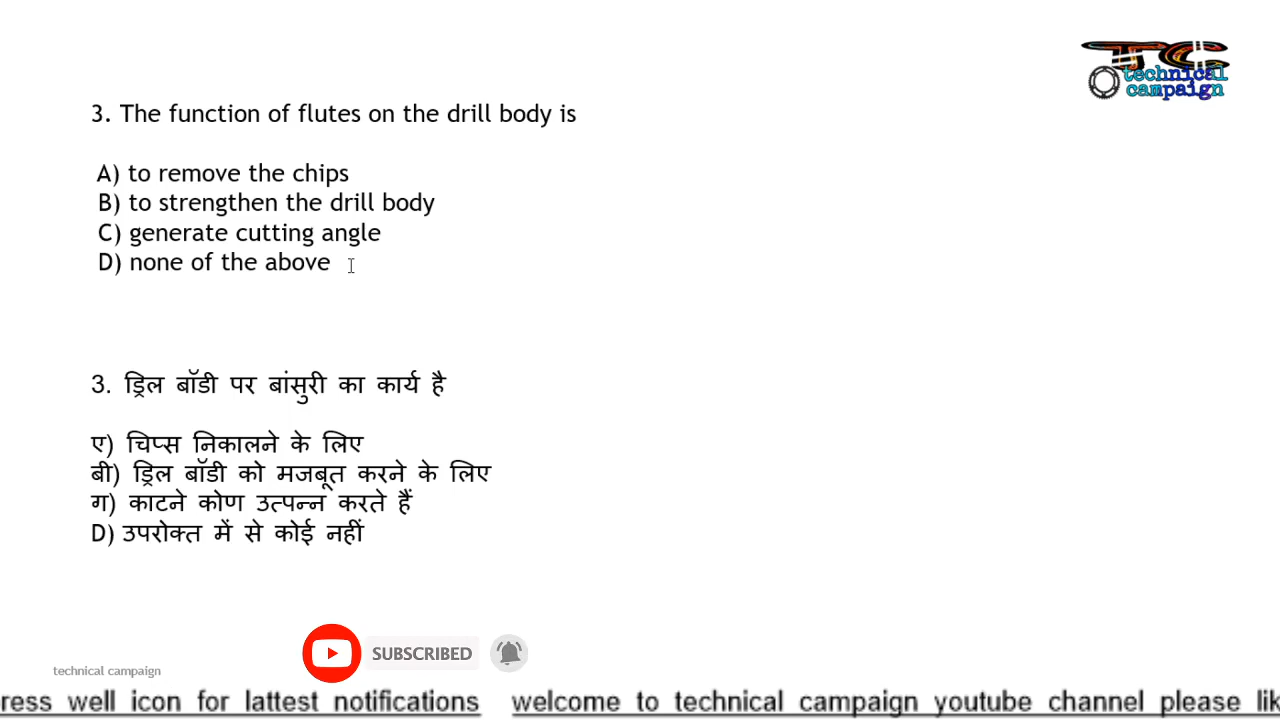 TC
technical
campaign
3. The function of flutes on the drill body is
A) to remove the chips
B) to strengthen the drill body
C) generate cutting angle
D) none of the above
3. ड्रिल बॉडी पर बांसुरी का कार्य है
ए) चिप्स निकालने के लिए
बी) ड्रिल बॉडी को मजबूत करने के लिए
ग) काटने कोण उत्पन्न करते हैं
D) उपरोक्त में से कोई नहीं
SUBSCRIBED
technical campaign
ress well icon for lattest notifications welcome to technical campaign youtube channel please lik